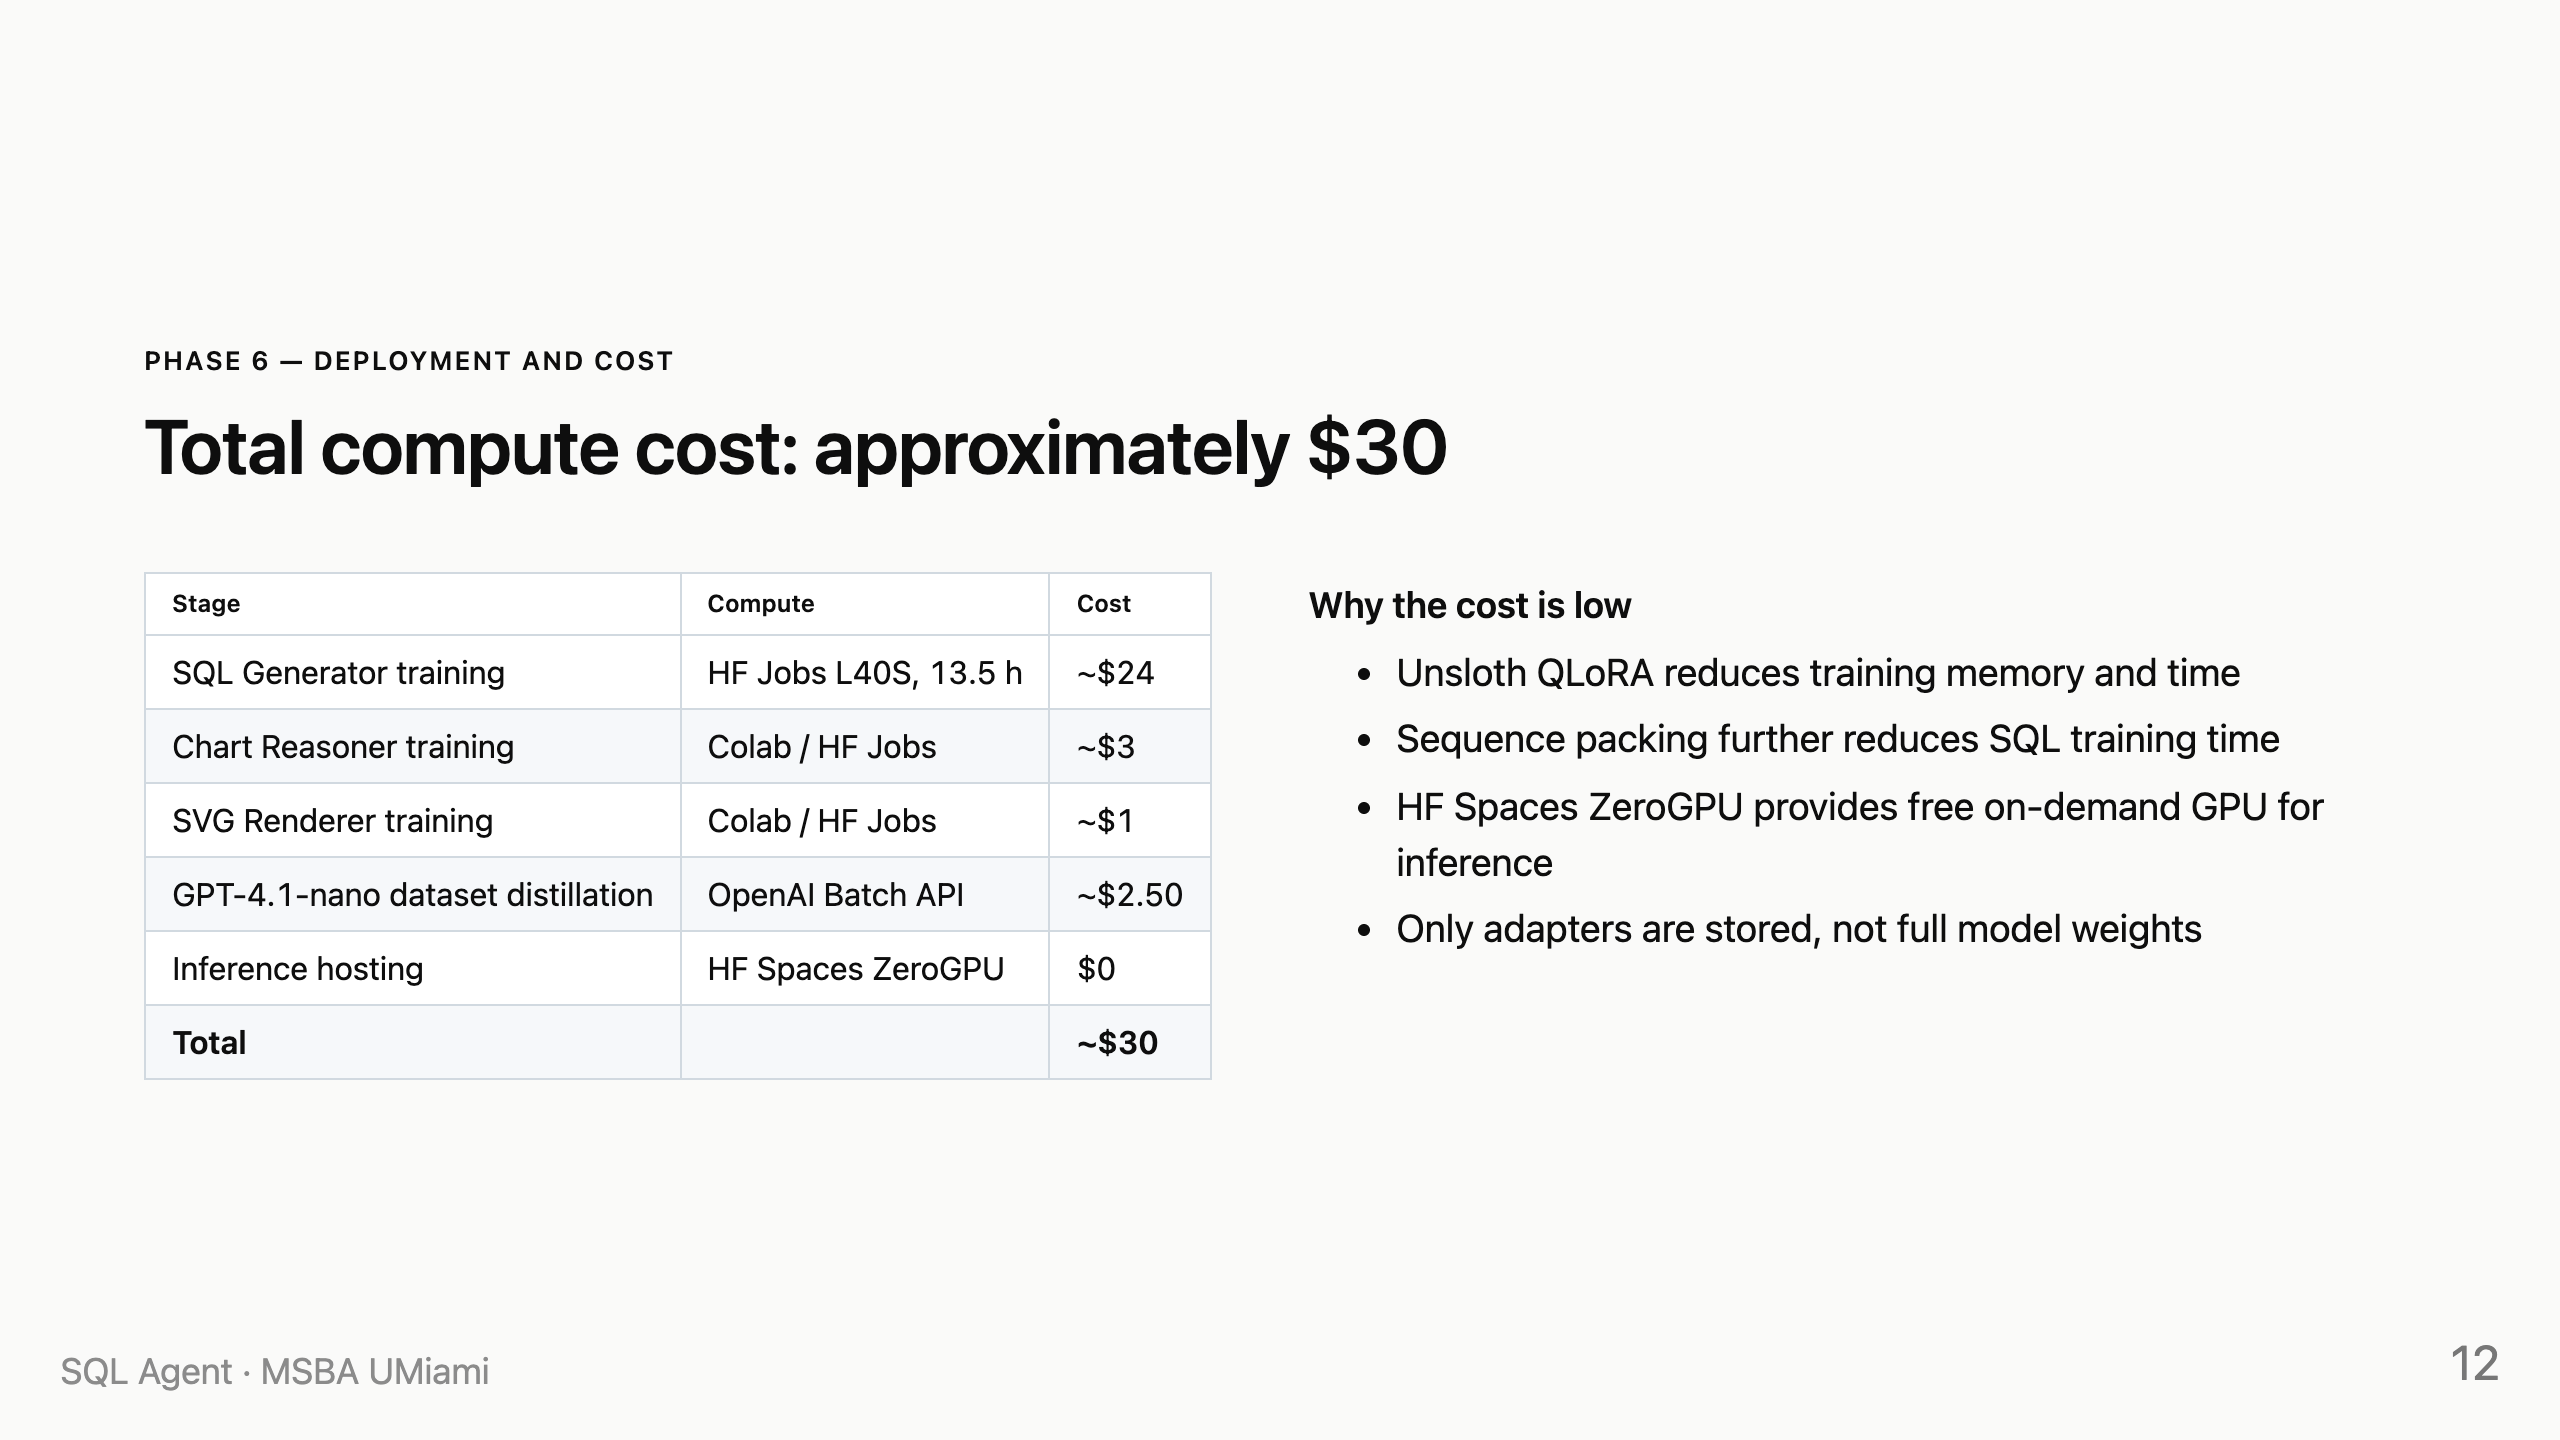 PHASE 6 — DEPLOYMENT AND COST
Total compute cost: approximately $30
Stage Compute Cost
SQL Generator training HF Jobs L40S, 13.5 h ~$24
Chart Reasoner training Colab / HF Jobs ~$3
SVG Renderer training Colab / HF Jobs ~$1
GPT-4.1-nano dataset distillation OpenAI Batch API ~$2.50
Inference hosting HF Spaces ZeroGPU $0
Total ~$30
Why the cost is low
• Unsloth QLoRA reduces training memory and time
• Sequence packing further reduces SQL training time
• HF Spaces ZeroGPU provides free on-demand GPU for
inference
• Only adapters are stored, not full model weights
SQL Agent · MSBA UMiami
12